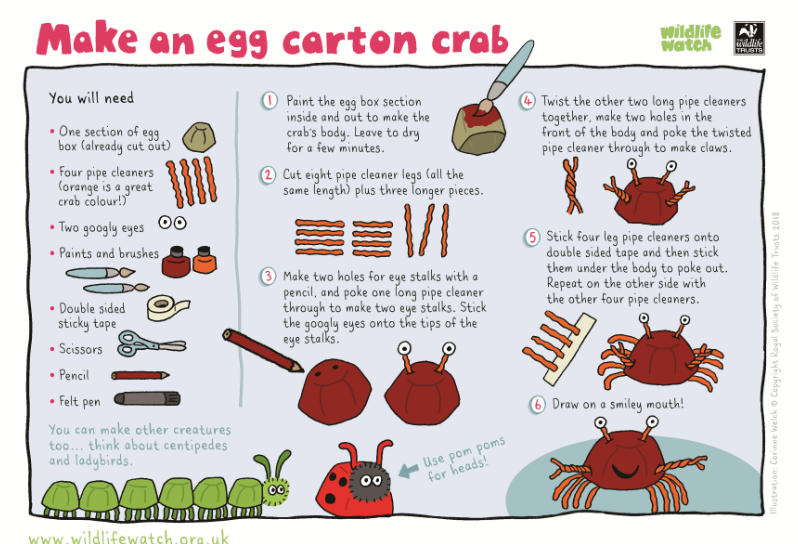 Make an egg carton crab
wildlife
watch
THE
wildlife
TRUSTS
You will need
• One section of egg
box (already cut out)
• Four pipe cleaners
(orange is a great
crab colour!)
• Two googly eyes
• Paints and brushes
• Double sided
sticky tape
• Scissors
• Pencil
• Felt pen
You can make other creatures
too... think about centipedes
and ladybirds.
1 Paint the egg box section
inside and out to make the
crab's body. Leave to dry
for a few minutes.
2 Cut eight pipe cleaner legs (all the
same length) plus three longer pieces.
3 Make two holes for eye stalks with a
pencil, and poke one long pipe cleaner
through to make two eye stalks. Stick
the googly eyes onto the tips of the
eye stalks.
Use pom poms
for heads!
4 Twist the other two long pipe cleaners
together, make two holes in the
front of the body and poke the twisted
pipe cleaner through to make claws.
5 Stick four leg pipe cleaners onto
double sided tape and then stick
them under the body to poke out.
Repeat on the other side with
the other four pipe cleaners.
6 Draw on a smiley mouth!
Illustration: Corinne Welch © Copyright Royal Society of Wildlife Trusts 2018
www.wildlifewatch.org.uk